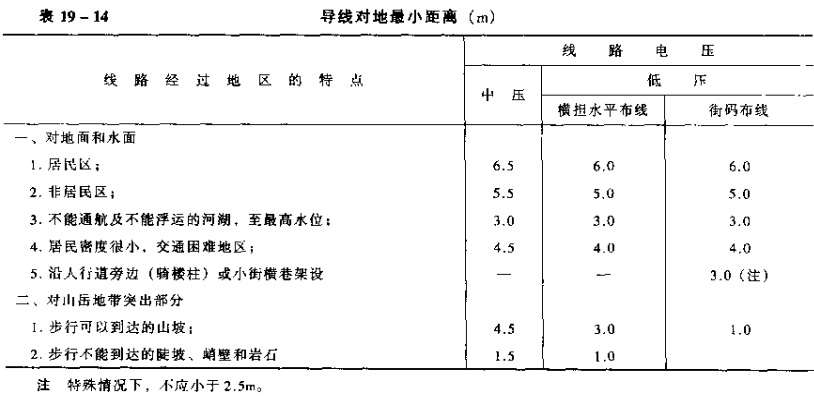 表 19-14 导线对地最小距离 (m)
线路经过地区的特点 线路电压
中压 低压
横担水平布线 街码布线
一、对地面和水面
1. 居民区； 6.5 6.0 6.0
2. 非居民区； 5.5 5.0 5.0
3. 不能通航及不能浮运的河湖，至最高水位； 3.0 3.0 3.0
4. 居民密度很小，交通困难地区； 4.5 4.0 4.0
5. 沿人行道旁边（骑楼柱）或小街横巷架设 — — 3.0（注）
二、对山岳地带突出部分
1. 步行可以到达的山坡； 4.5 3.0 1.0
2. 步行不能到达的陡坡、峭壁和岩石 1.5 1.0
注 特殊情况下，不应小于2.5m。